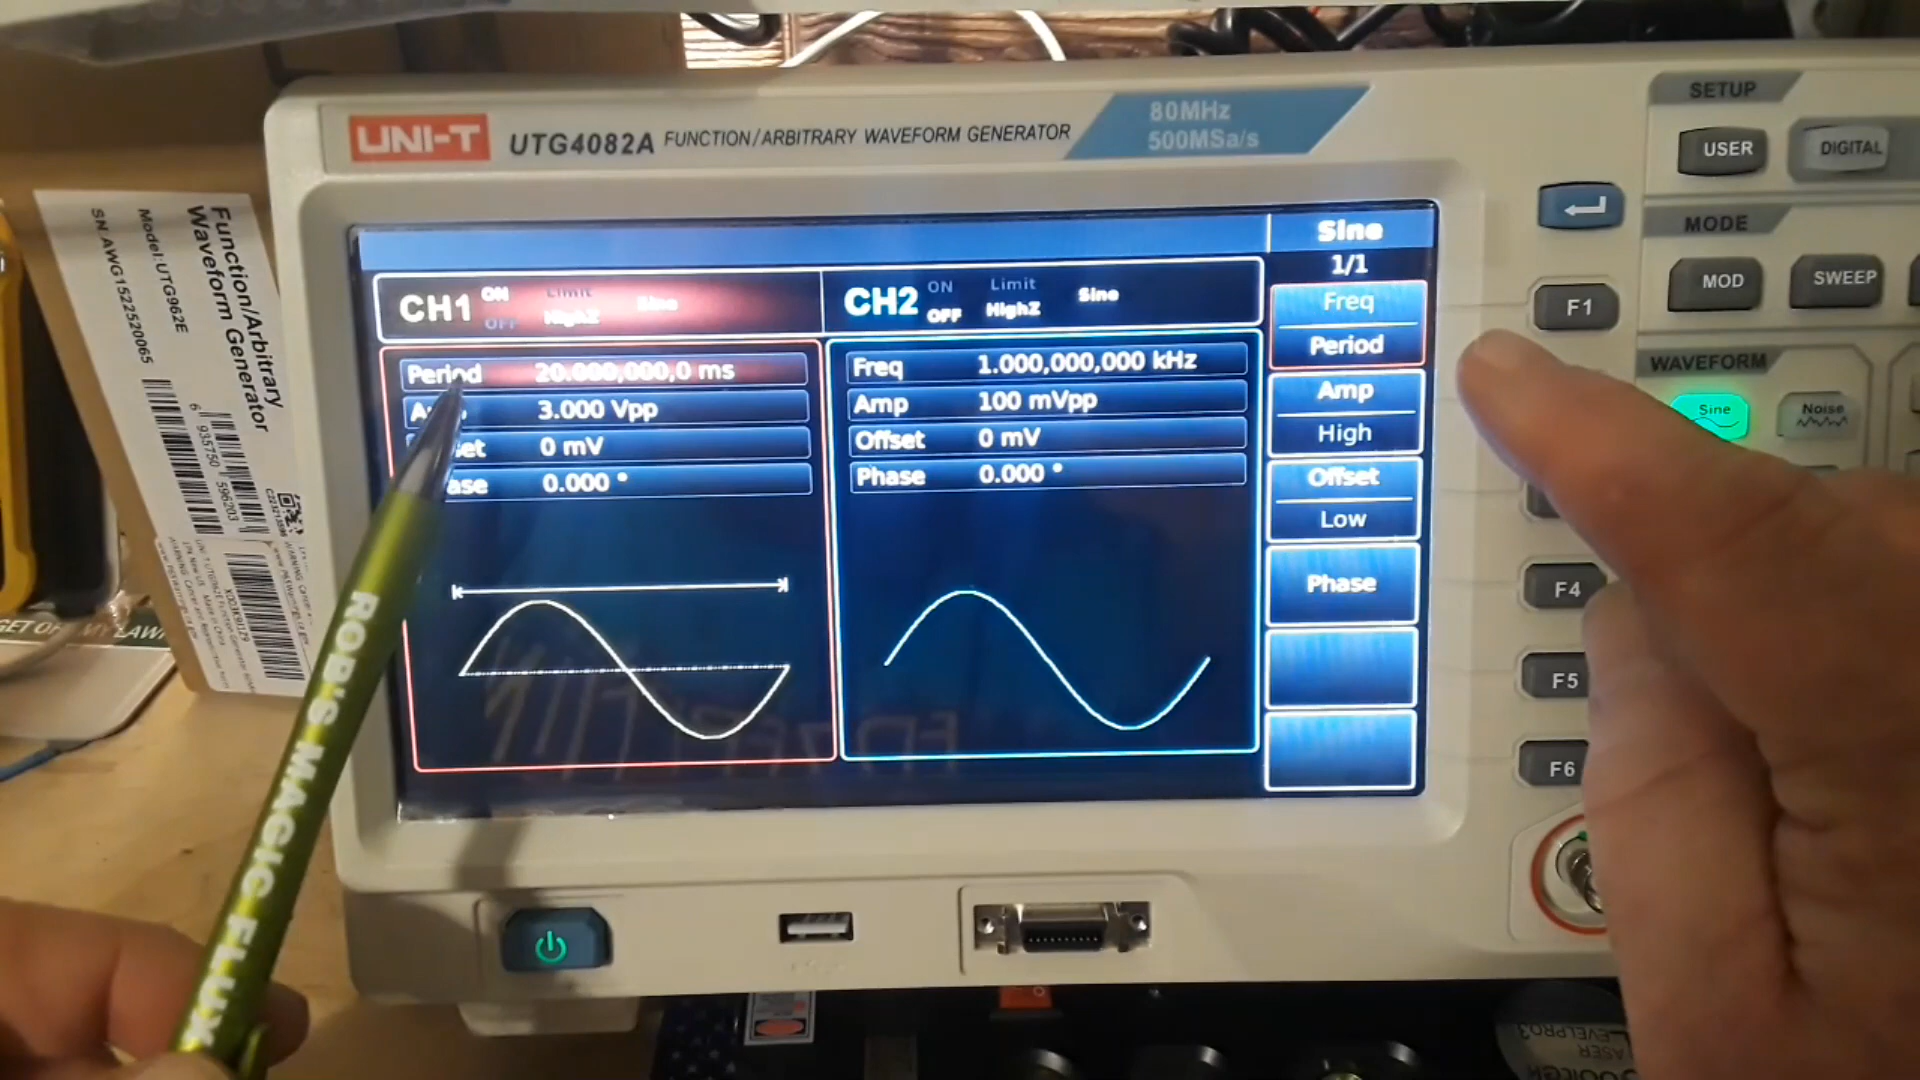 UNI-T UTG4082A FUNCTION/ARBITRARY WAVEFORM GENERATOR
80MHz
500MSa/s
SETUP
USER
DIGITAL
MODE
MOD
SWEEP
WAVEFORM
Sine
Noise
F1
F4
F5
F6
Sine
1/1
Freq
Period
Amp
High
Offset
Low
Phase
CH1
ON
OFF
Limit
HighZ
Sine
Period 20.000,000,0 ms
3.000 Vpp
0 mV
0.000 °
CH2
ON
OFF
Limit
HighZ
Sine
Freq 1.000,000,000 kHz
Amp 100 mVpp
Offset 0 mV
Phase 0.000 °
Function/Arbitrary
Waveform Generator
Model:UTG962E
SN:AWG1522520065
6 935750 596203
ROB'S MAGIC FLUX